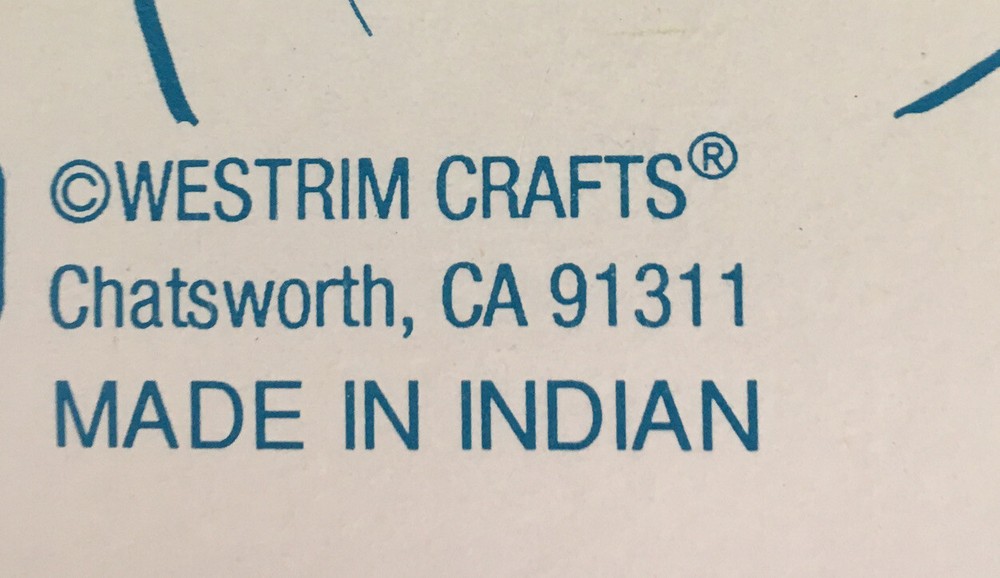 ©WESTRIM CRAFTS®
Chatsworth, CA 91311
MADE IN INDIAN